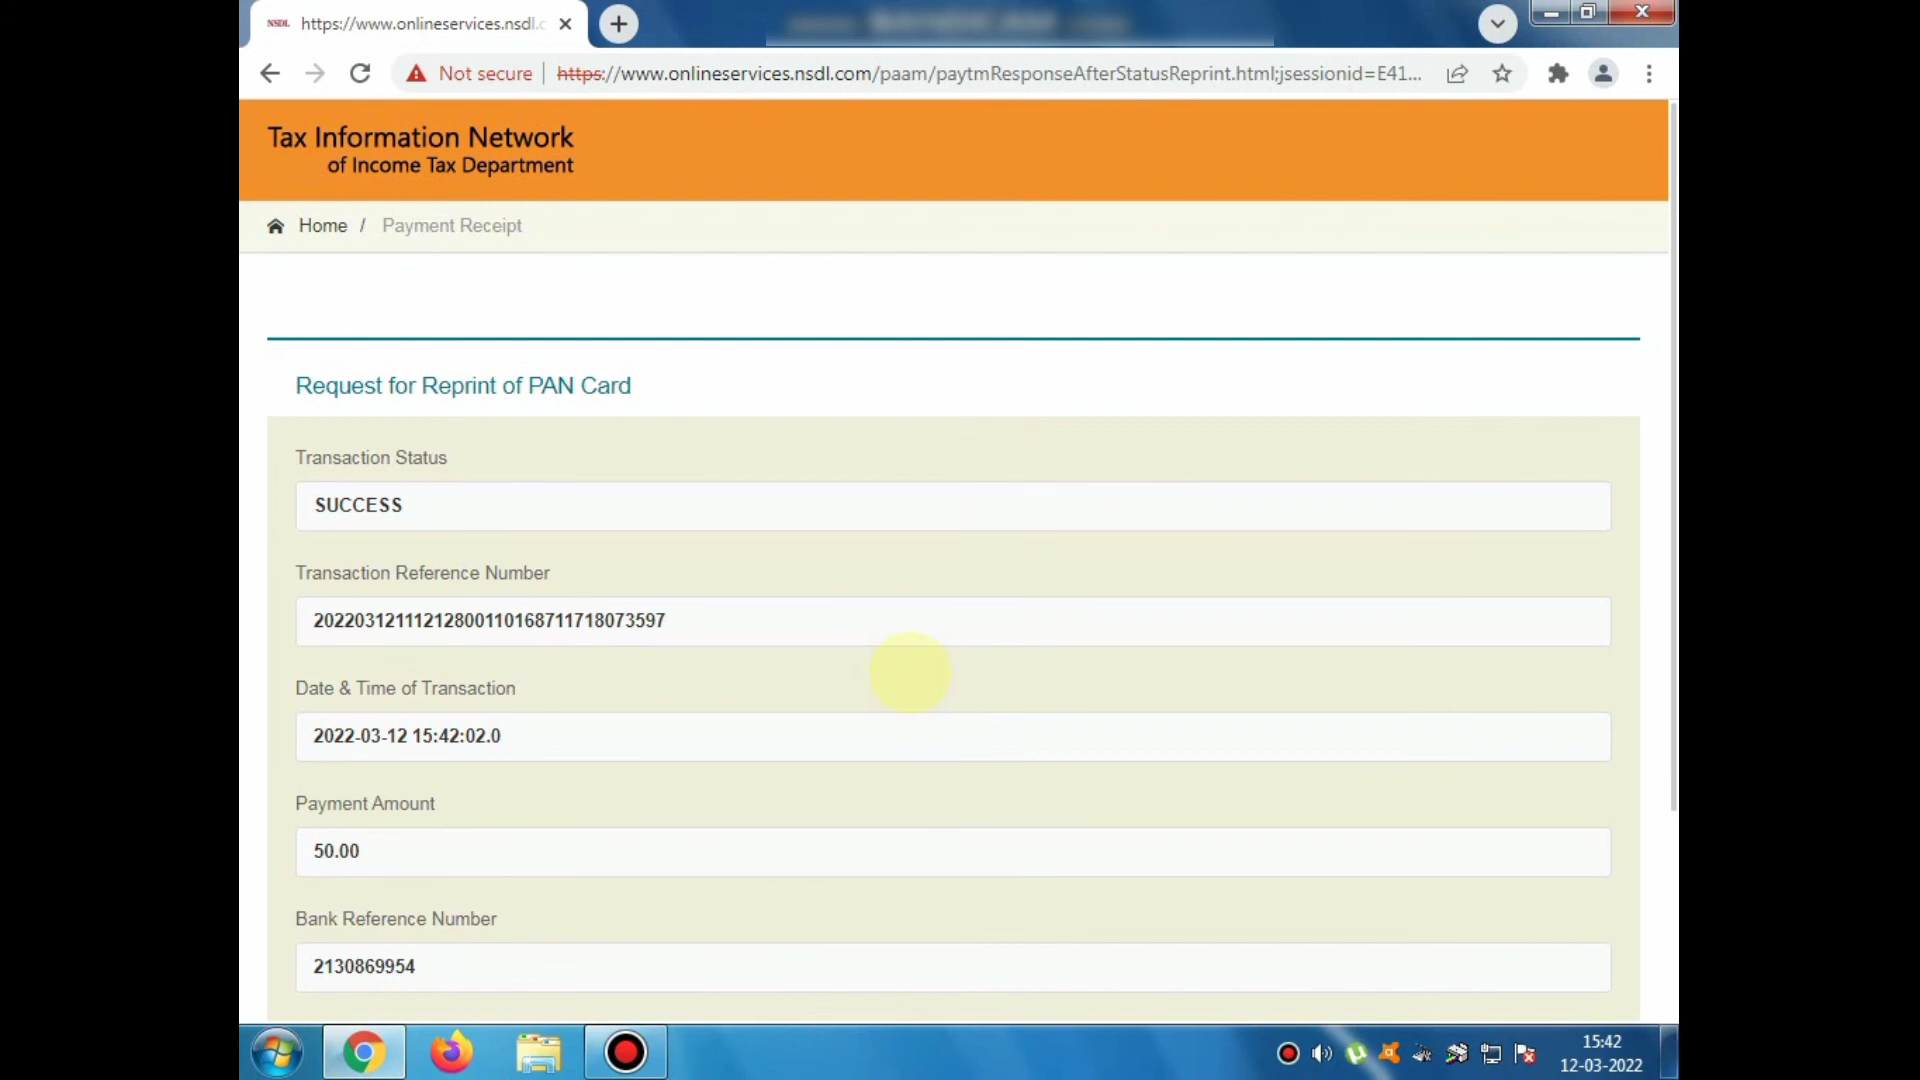 NSDL https://www.onlineservices.nsdl.c
Not secure https://www.onlineservices.nsdl.com/paam/paytmResponseAfterStatusReprint.html;jsessionid=E41...
Tax Information Network
of Income Tax Department
Home / Payment Receipt
Request for Reprint of PAN Card
Transaction Status
SUCCESS
Transaction Reference Number
20220312111212800110168711718073597
Date & Time of Transaction
2022-03-12 15:42:02.0
Payment Amount
50.00
Bank Reference Number
2130869954
15:42
12-03-2022